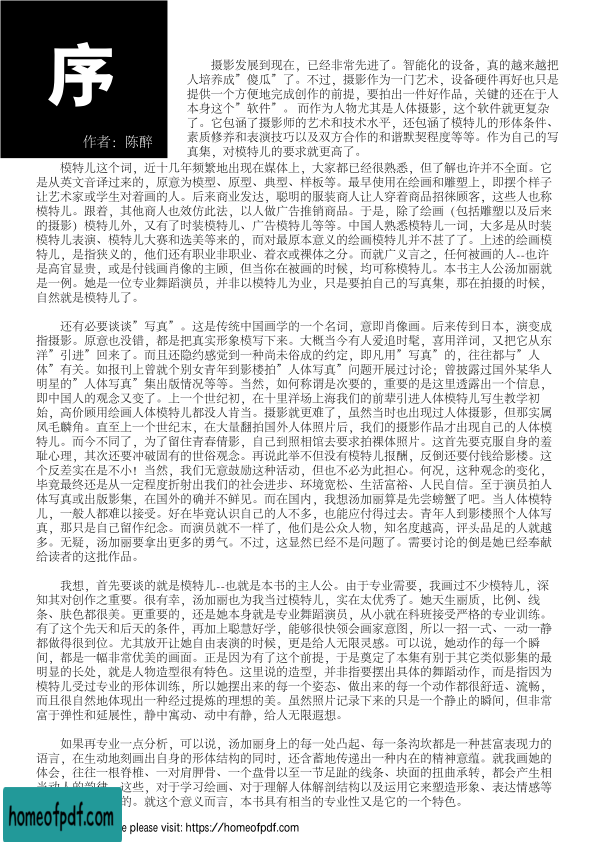 序
作者：陈醉
摄影发展到现在，已经非常先进了。智能化的设备，真的越来越把
人培养成”傻瓜”了。不过，摄影作为一门艺术，设备硬件再好也只是
提供一个方便地完成创作的前提，要拍出一件好作品，关键的还在于人
本身这个”软件”。 而作为人物尤其是人体摄影，这个软件就更复杂
了。它包涵了摄影师的艺术和技术水平，还包涵了模特儿的形体条件、
素质修养和表演技巧以及双方合作的和谐默契程度等等。作为自己的写
真集，对模特儿的要求就更高了。
模特儿这个词，近十几年频繁地出现在媒体上，大家都已经很熟悉，但了解也许并不全面。它
是从英文音译过来的，原意为模型、原型、典型、样板等。最早使用在绘画和雕塑上，即摆个样子
让艺术家或学生对着画的人。后来商业发达，聪明的服装商人让人穿着商品招徕顾客，这些人也称
模特儿。跟着，其他商人也效仿此法，以人做广告推销商品。于是，除了绘画（包括雕塑以及后来
的摄影）模特儿外，又有了时装模特儿、广告模特儿等等。中国人熟悉模特儿一词，大多是从时装
模特儿表演、模特儿大赛和选美等来的，而对最原本意义的绘画模特儿并不甚了了。上述的绘画模
特儿，是指狭义的，他们还有职业非职业、着衣或裸体之分。而就广义言之，任何被画的人--也许
是高官显贵，或是付钱画肖像的主顾，但当你在被画的时候，均可称模特儿。本书主人公汤加丽就
是一例。她是一位专业舞蹈演员，并非以模特儿为业，只是要拍自己的写真集，那在拍摄的时候，
自然就是模特儿了。
还有必要谈谈”写真”。这是传统中国画学的一个名词，意即肖像画。后来传到日本，演变成
指摄影。原意也没错，都是把真实形象模写下来。大概当今有人爱追时髦，喜用洋词，又把它从东
洋”引进”回来了。而且还隐约感觉到一种尚未俗成的约定，即凡用”写真”的，往往都与”人
体”有关。如报刊上曾就个别女青年到影楼拍”人体写真”问题开展过讨论；曾披露过国外某华人
明星的”人体写真”集出版情况等等。当然，如何称谓是次要的，重要的是这里透露出一个信息，
即中国人的观念又变了。上一个世纪初，在十里洋场上海我们的前辈引进人体模特儿写生教学初
始，高价顾用绘画人体模特儿都没人肯当。摄影就更难了，虽然当时也出现过人体摄影，但那实属
凤毛麟角。直至上一个世纪末，在大量翻拍国外人体照片后，我们的摄影作品才出现自己的人体模
特儿。而今不同了，为了留住青春倩影，自己到照相馆去要求拍裸体照片。这首先要克服自身的羞
耻心理，其次还要冲破固有的世俗观念。再说此举不但没有模特儿报酬，反倒还要付钱给影楼。这
个反差实在是不小！当然，我们无意鼓励这种活动，但也不必为此担心。何况，这种观念的变化，
毕竟最终还是从一定程度折射出我们的社会进步、环境宽松、生活富裕、人民自信。至于演员拍人
体写真或出版影集，在国外的确并不鲜见。而在国内，我想汤加丽算是先尝螃蟹了吧。当人体模特
儿，一般人都难以接受。好在毕竟认识自己的人不多，也能应付得过去。青年人到影楼照个人体写
真，那只是自己留作纪念。而演员就不一样了，他们是公众人物，知名度越高，评头品足的人就越
多。无疑，汤加丽要拿出更多的勇气。不过，这显然已经不是问题了。需要讨论的倒是她已经奉献
给读者的这批作品。
我想，首先要谈的就是模特儿--也就是本书的主人公。由于专业需要，我画过不少模特儿，深
知其对创作之重要。很有幸，汤加丽也为我当过模特儿，实在太优秀了。她天生丽质，比例、线
条、肤色都很美。更重要的，还是她本身就是专业舞蹈演员，从小就在科班接受严格的专业训练。
有了这个先天和后天的条件，再加上聪慧好学，能够很快领会画家意图，所以一招一式、一动一静
都做得很到位。尤其放开让她自由表演的时候，更是给人无限灵感。可以说，她动作的每一个瞬
间，都是一幅非常优美的画面。正是因为有了这个前提，于是奠定了本集有别于其它类似影集的最
明显的长处，就是人物造型很有特色。这里说的造型，并非指要摆出具体的舞蹈动作，而是指因为
模特儿受过专业的形体训练，所以她摆出来的每一个姿态、做出来的每一个动作都很舒适、流畅，
而且很自然地体现出一种经过提炼的理想的美。虽然照片记录下来的只是一个静止的瞬间，但非常
富于弹性和延展性，静中寓动、动中有静，给人无限遐想。
如果再专业一点分析，可以说，汤加丽身上的每一处凸起、每一条沟坎都是一种甚富表现力的
语言，在生动地刻画出自身的形体结构的同时，还含蓄地传递出一种内在的精神意蕴。就我画她的
体会，往往一根脊椎、一对肩胛骨、一个盘骨以至一节足趾的线条、块面的扭曲承转，都会产生相
这些，对于学习绘画、对于理解人体解剖结构以及运用它来塑造形象、表达情感等
的。就这个意义而言，本书具有相当的专业性又是它的一个特色。
homeofpdf.com
e please visit: https://homeofpdf.com